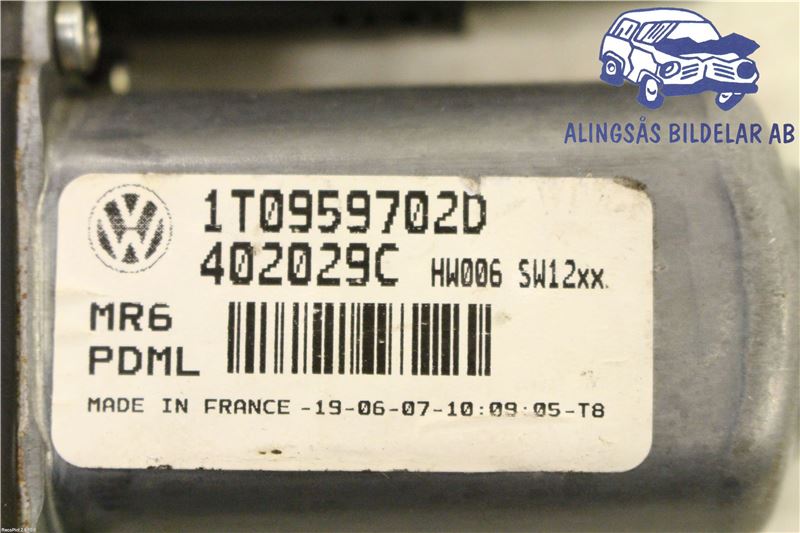 ALINGSÅS BILDELAR AB
1T0959702D
402029C HW006 SW12xx.
MR6
PDML
MADE IN FRANCE -19-06-07-10:09:05-T8